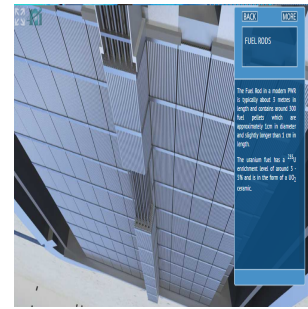 BACK
MORE
FUEL RODS
The Fuel Rod in a modern PWR
is typically about 3 metres in
length and contains around 300
fuel pellets which are
approximately 1cm in diameter
and slightly longer than 1 cm in
length.
The uranium fuel has a ²³⁵U
enrichment level of around 3 -
5% and is in the form of a UO₂
ceramic.